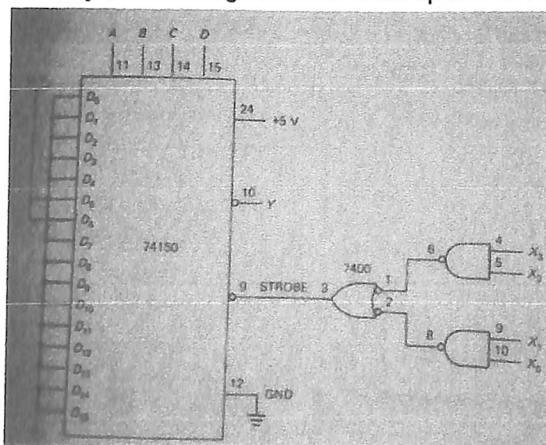 A B C D
11 13 14 15
D₀
D₁
D₂
D₃
D₄
D₅
D₆
D₇
D₈
D₉
D₁₀
D₁₁
D₁₂
D₁₃
D₁₄
D₁₅
74150
24
+5 V
10
Y
9 STROBE 3
7400
1
2
6
4
X₃
5
X₂
8
9
X₁
10
X₀
12
GND